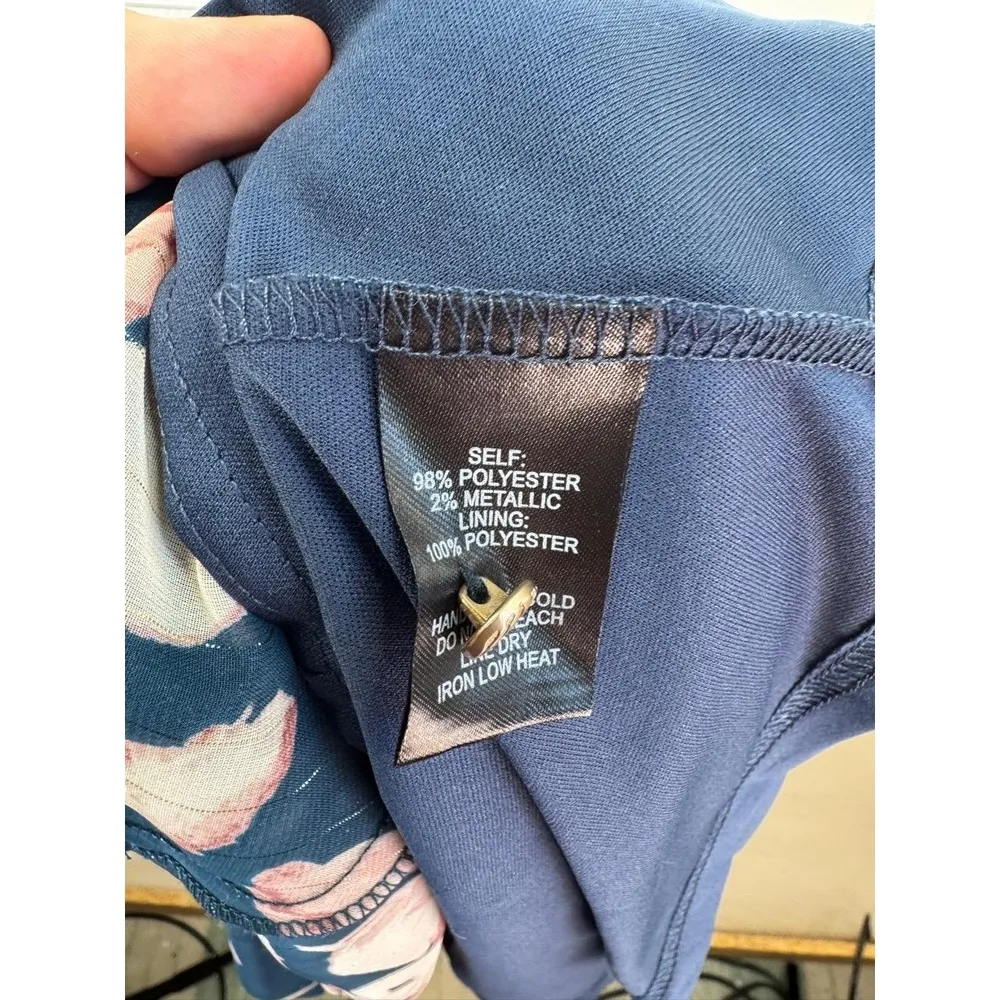 SELF:
98% POLYESTER
2% METALLIC
LINING:
100% POLYESTER
DO
DRY
IRON LOW HEAT